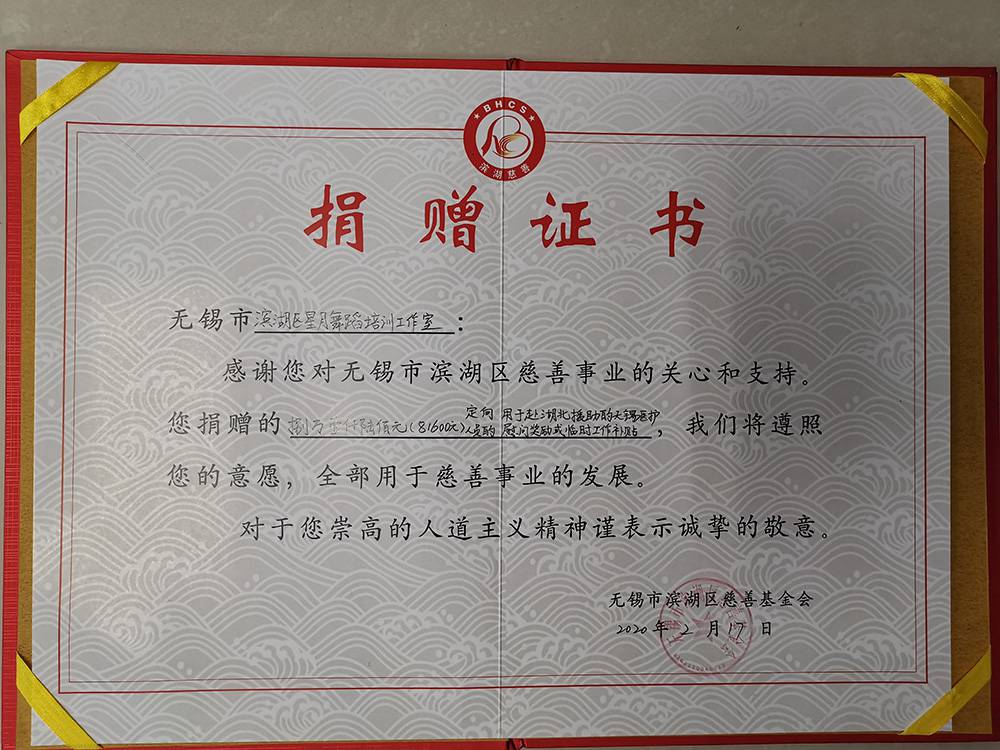 BHCS
滨湖慈善
捐赠证书
无锡市滨湖区星月舞蹈培训工作室：
感谢您对无锡市滨湖区慈善事业的关心和支持。
您捐赠的捌万壹仟陆佰元(81600元)定向用于赴湖北援助的无锡医护人员的慰问奖励或临时工作补贴，我们将遵照
您的意愿，全部用于慈善事业的发展。
对于您崇高的人道主义精神谨表示诚挚的敬意。
无锡市滨湖区慈善基金会
2020年2月17日